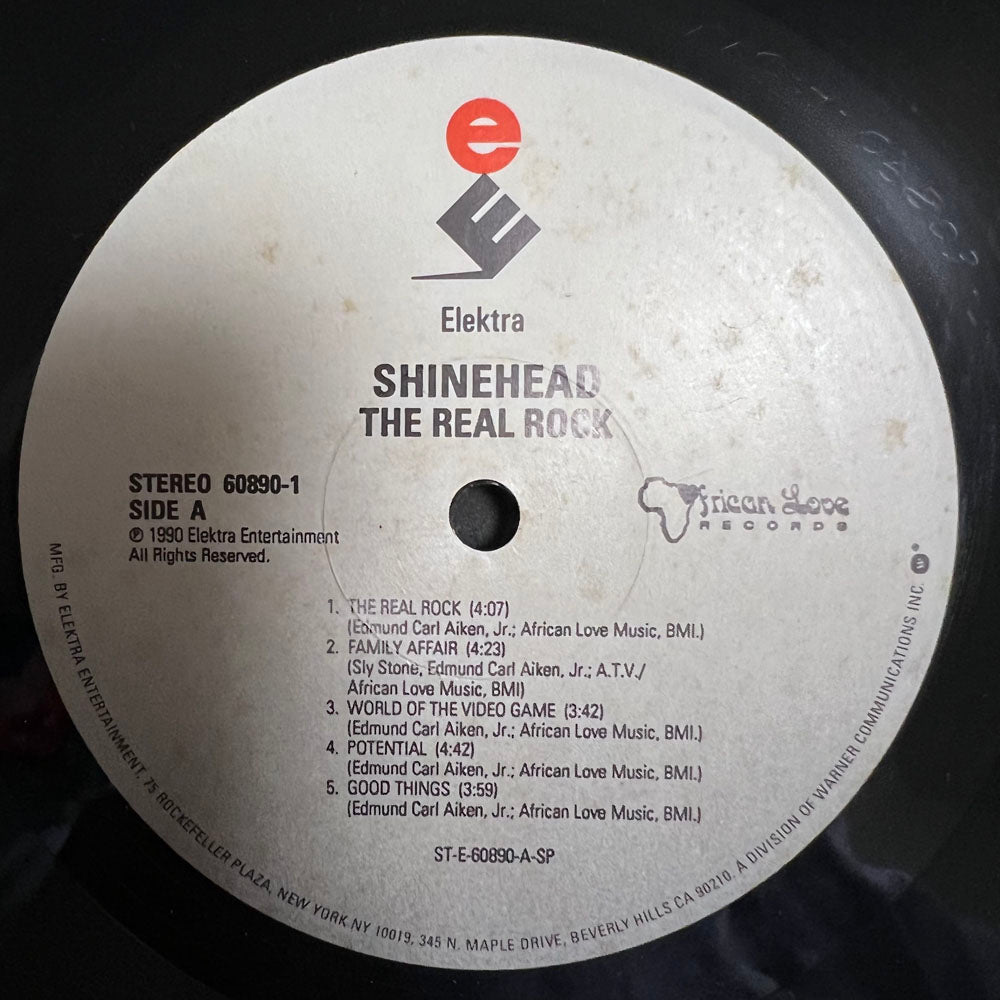 e
E
Elektra
SHINEHEAD
THE REAL ROCK
STEREO 60890-1
SIDE A
℗ 1990 Elektra Entertainment
All Rights Reserved.
African Love
RECORDS
1. THE REAL ROCK (4:07)
(Edmund Carl Aiken, Jr.; African Love Music, BMI.)
2. FAMILY AFFAIR (4:23)
(Sly Stone, Edmund Carl Aiken, Jr.; A.T.V./
African Love Music, BMI)
3. WORLD OF THE VIDEO GAME (3:42)
(Edmund Carl Aiken, Jr.; African Love Music, BMI.)
4. POTENTIAL (4:42)
(Edmund Carl Aiken, Jr.; African Love Music, BMI.)
5. GOOD THINGS (3:59)
(Edmund Carl Aiken, Jr.; African Love Music, BMI.)
ST-E-60890-A-SP
MFG. BY ELEKTRA ENTERTAINMENT, 75 ROCKEFELLER PLAZA, NEW YORK NY 10019, 345 N. MAPLE DRIVE, BEVERLY HILLS CA 90210, A DIVISION OF WARNER COMMUNICATIONS INC.